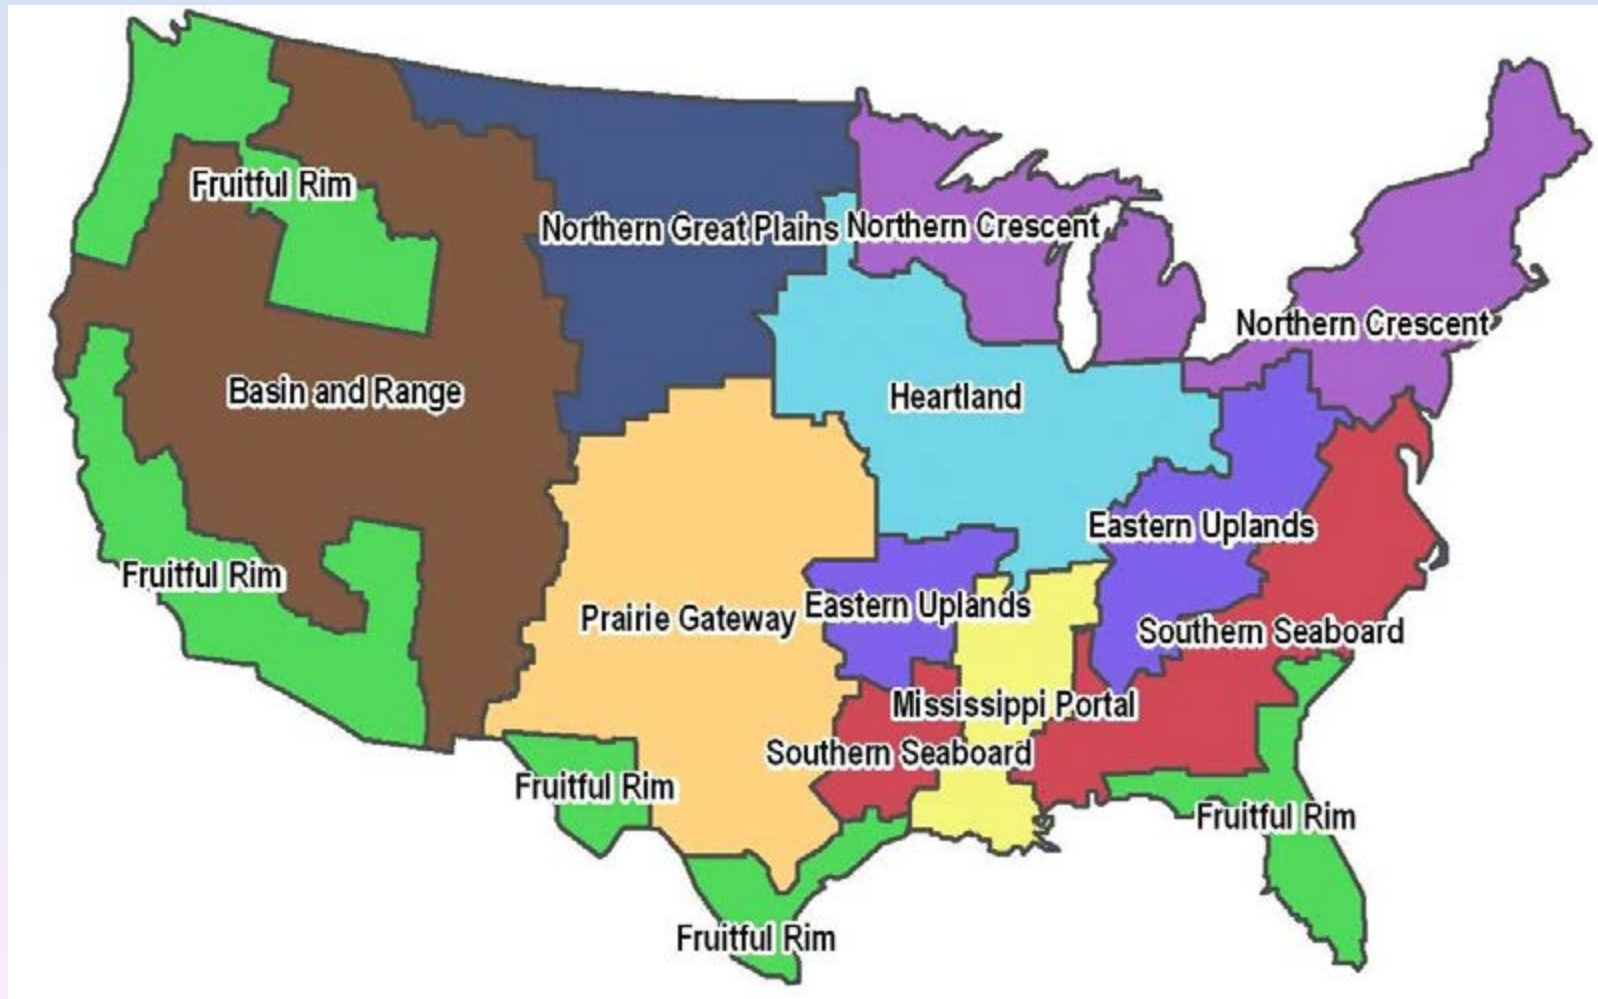 Fruitful Rim
Northern Great Plains
Northern Crescent
Northern Crescent
Basin and Range
Heartland
Eastern Uplands
Fruitful Rim
Eastern Uplands
Prairie Gateway
Southern Seaboard
Mississippi Portal
Southern Seaboard
Fruitful Rim
Fruitful Rim
Fruitful Rim